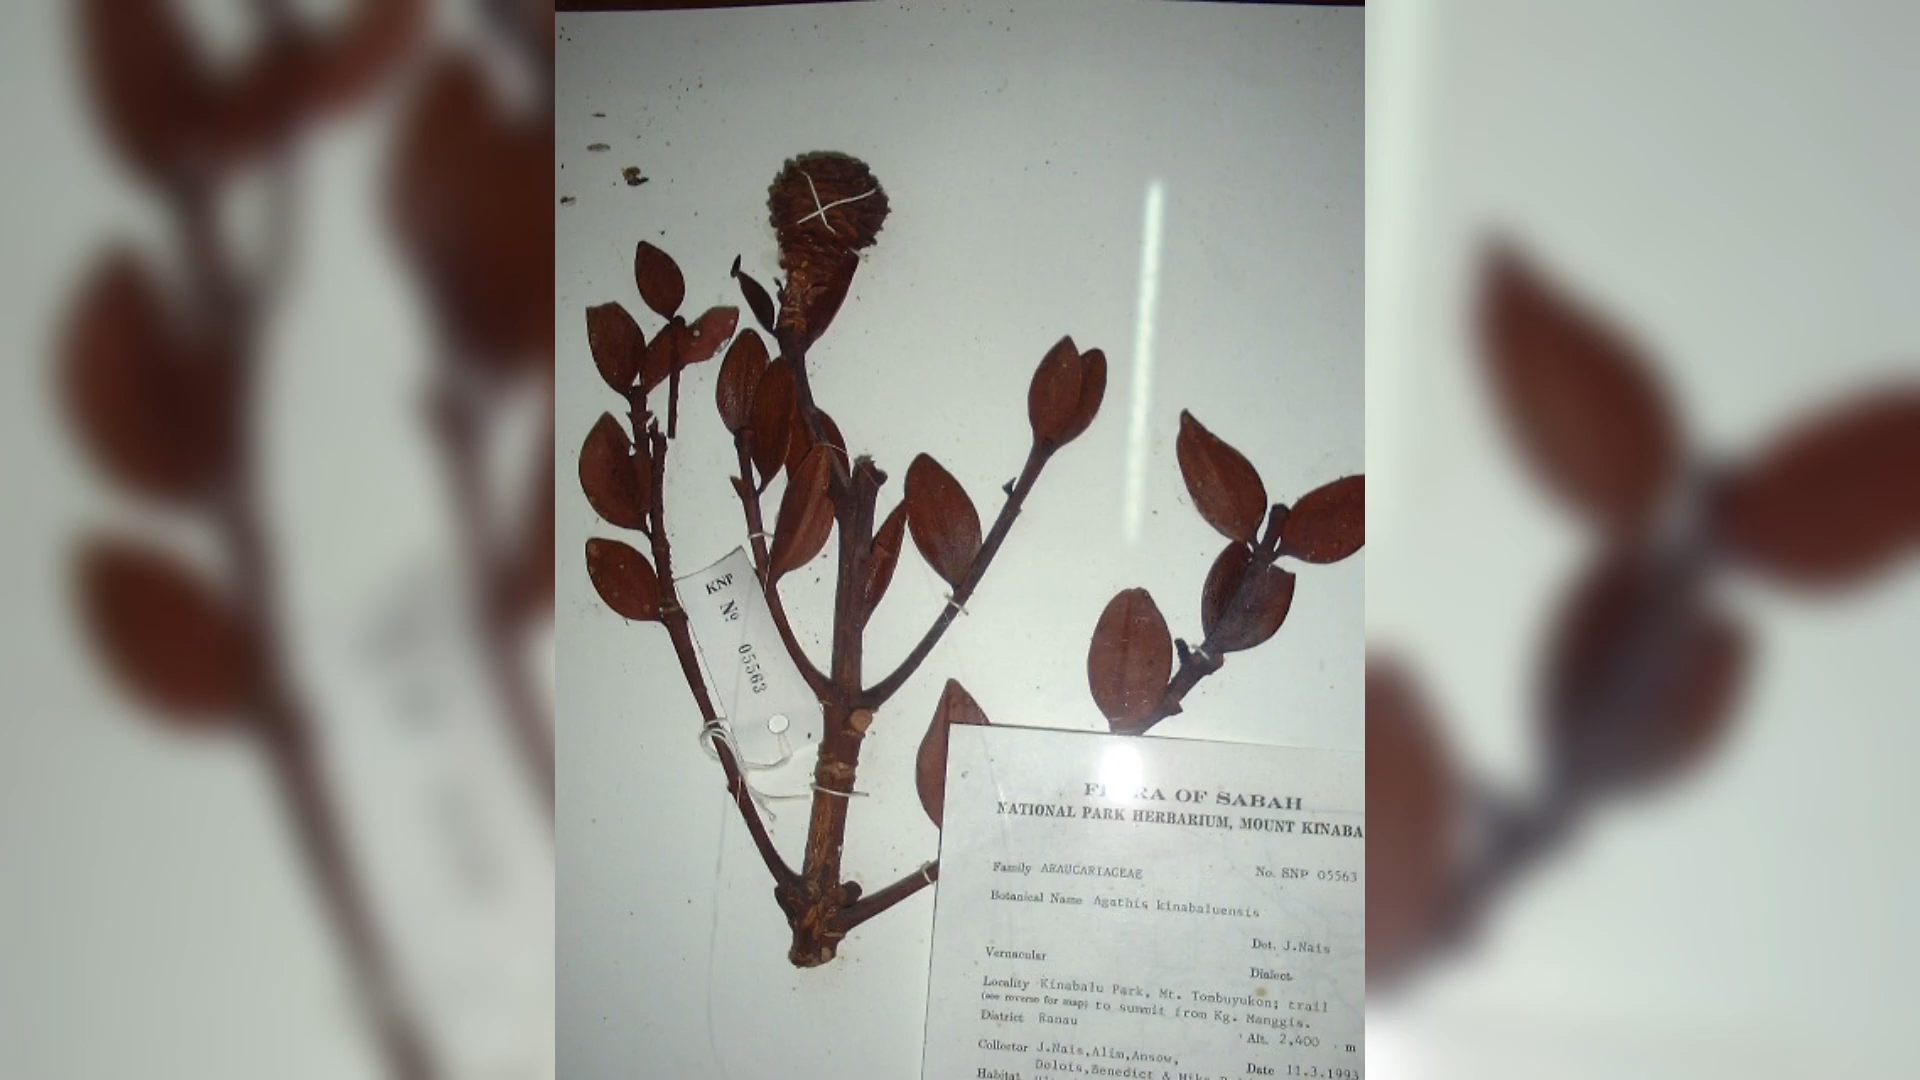 KNP
No 05563
FLORA OF SABAH
NATIONAL PARK HERBARIUM, MOUNT KINABA
Family ARAUCARIACEAE No. SNP 05563
Botanical Name Agathis kinabaluensis
Det. J.Nais
Vernacular
Dialect
Locality Kinabalu Park, Mt. Tombuyukon; trail
(see reverse for map) to summit from Kg. Manggis.
District Ranau
Alt. 2,400 m
Collector J.Nais,Alim,Ansow,
Dolois,Benedict & Date 11.3.1993
Habitat